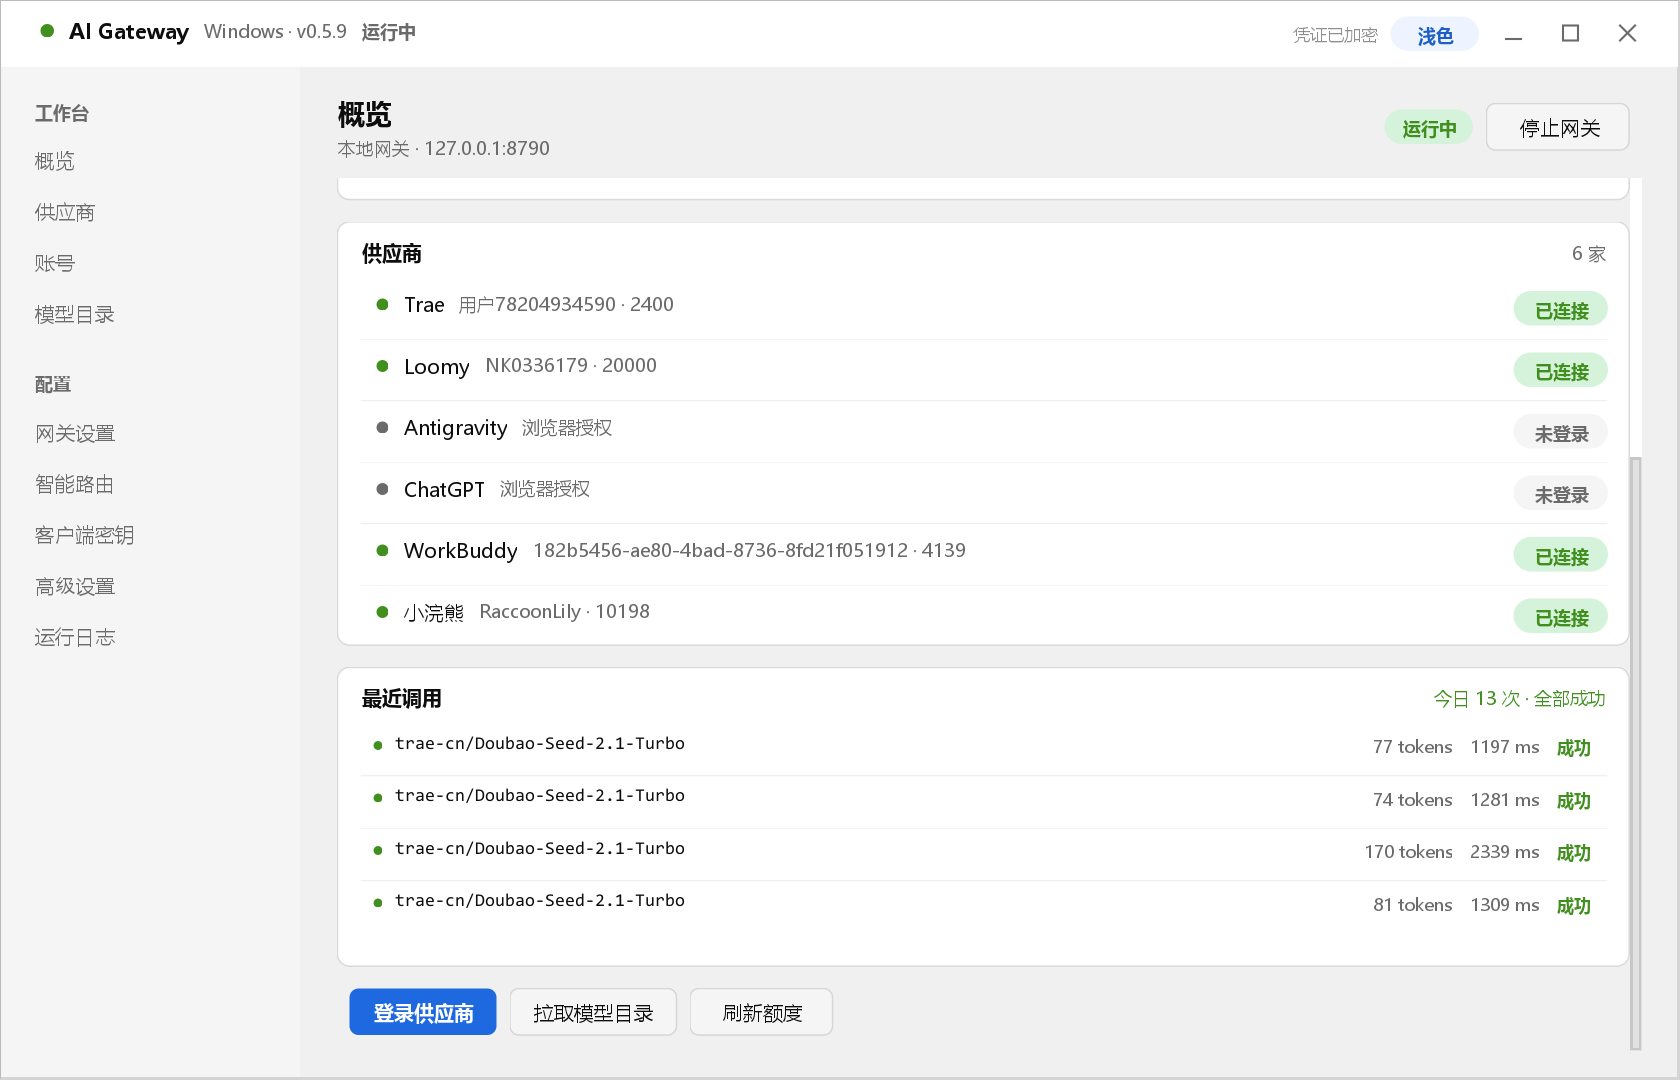 AI Gateway Windows · v0.5.9 运行中 凭证已加密 浅色
工作台
概览
供应商
账号
模型目录
配置
网关设置
智能路由
客户端密钥
高级设置
运行日志
概览
本地网关 · 127.0.0.1:8790
运行中 停止网关
供应商 6 家
Trae 用户78204934590 · 2400 已连接
Loomy NK0336179 · 20000 已连接
Antigravity 浏览器授权 未登录
ChatGPT 浏览器授权 未登录
WorkBuddy 182b5456-ae80-4bad-8736-8fd21f051912 · 4139 已连接
小浣熊 RaccoonLily · 10198 已连接
最近调用 今日 13 次 · 全部成功
trae-cn/Doubao-Seed-2.1-Turbo 77 tokens 1197 ms 成功
trae-cn/Doubao-Seed-2.1-Turbo 74 tokens 1281 ms 成功
trae-cn/Doubao-Seed-2.1-Turbo 170 tokens 2339 ms 成功
trae-cn/Doubao-Seed-2.1-Turbo 81 tokens 1309 ms 成功
登录供应商 拉取模型目录 刷新额度